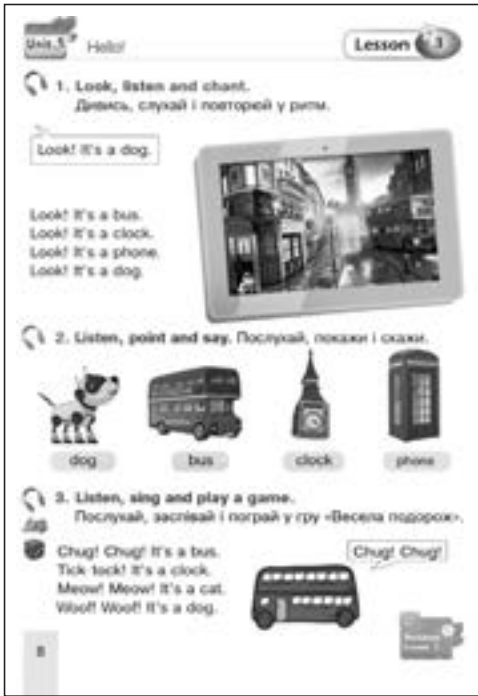 Unit 1
Hello!
Lesson 3
1. Look, listen and chant.
Дивись, слухай і повторюй у ритмі.
Look! It's a dog.
Look! It's a bus.
Look! It's a clock.
Look! It's a phone.
Look! It's a dog.
2. Listen, point and say. Послухай, покажи і скажи.
dog
bus
clock
phone
3. Listen, sing and play a game.
Послухай, заспівай і пограй у гру «Весела подорож».
Chug! Chug! It's a bus.
Tick tock! It's a clock.
Meow! Meow! It's a cat.
Woof! Woof! It's a dog.
Chug! Chug!
8